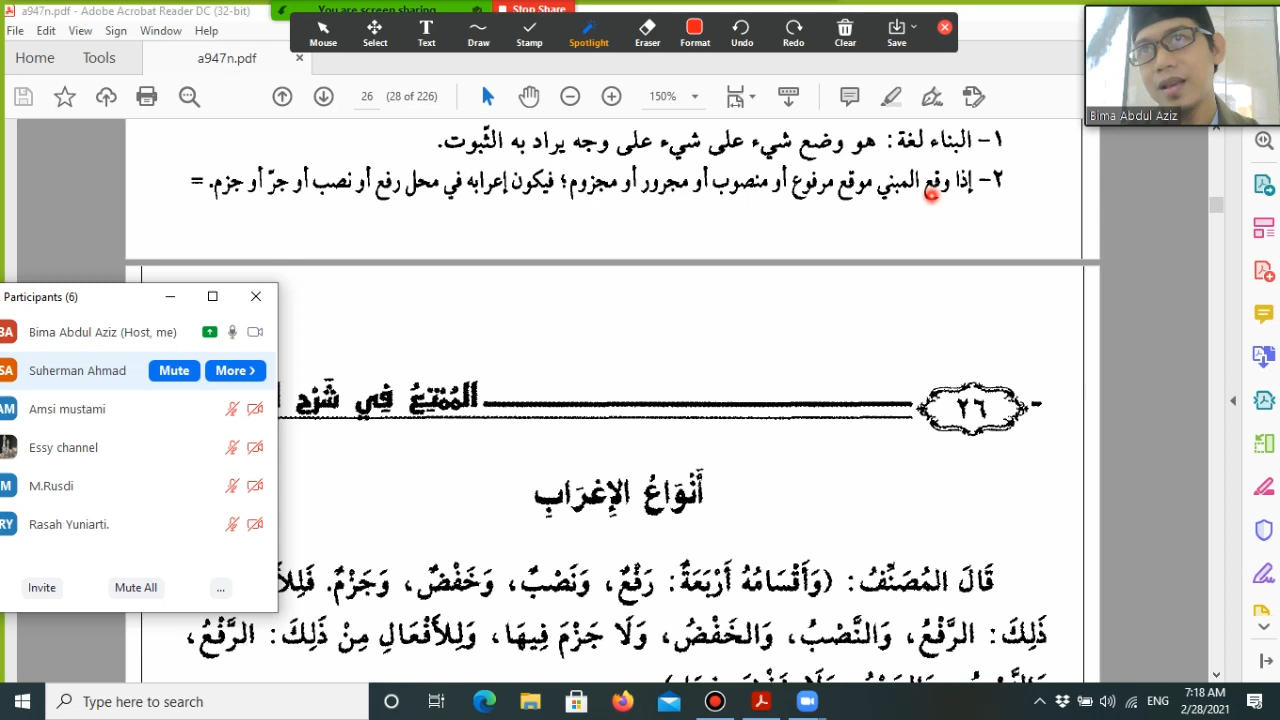 a947n.pdf - Adobe Acrobat Reader DC (32-bit)
You are screen sharing
Stop Share
File Edit View Sign Window Help
Mouse Select Text Draw Stamp Spotlight Eraser Format Undo Redo Clear Save
Home Tools a947n.pdf
26 (28 of 226) 150%
Bima Abdul Aziz
١- البناء لغة: هو وضع شيء على شيء على وجه يراد به الثّبوت.
٢- إذا وقع المبني موقع مرفوع أو منصوب أو مجرور أو مجزوم؛ فيكون إعرابه في محل رفع أو نصب أو جرّ أو جزم. =
Participants (6)
BA Bima Abdul Aziz (Host, me)
SA Suherman Ahmad Mute More
AM Amsi mustami
Essy channel
M M.Rusdi
RY Rasah Yuniarti.
Invite Mute All ...
٢٦
المُمْتِعُ فِي شَرْحِ
أَنْوَاعُ الإِعْرَابِ
قَالَ المُصَنِّفُ: (وَأَقْسَامُهُ أَرْبَعَةٌ: رَفْعٌ، وَنَصْبٌ، وَخَفْضٌ، وَجَزْمٌ.
ذَلِكَ: الرَّفْعُ، وَالنَّصْبُ، وَالخَفْضُ، وَلَا جَزْمَ فِيهَا، وَلِلأَفْعَالِ مِنْ ذَلِكَ: الرَّفْعُ،
Type here to search
ENG
7:18 AM
2/28/2021